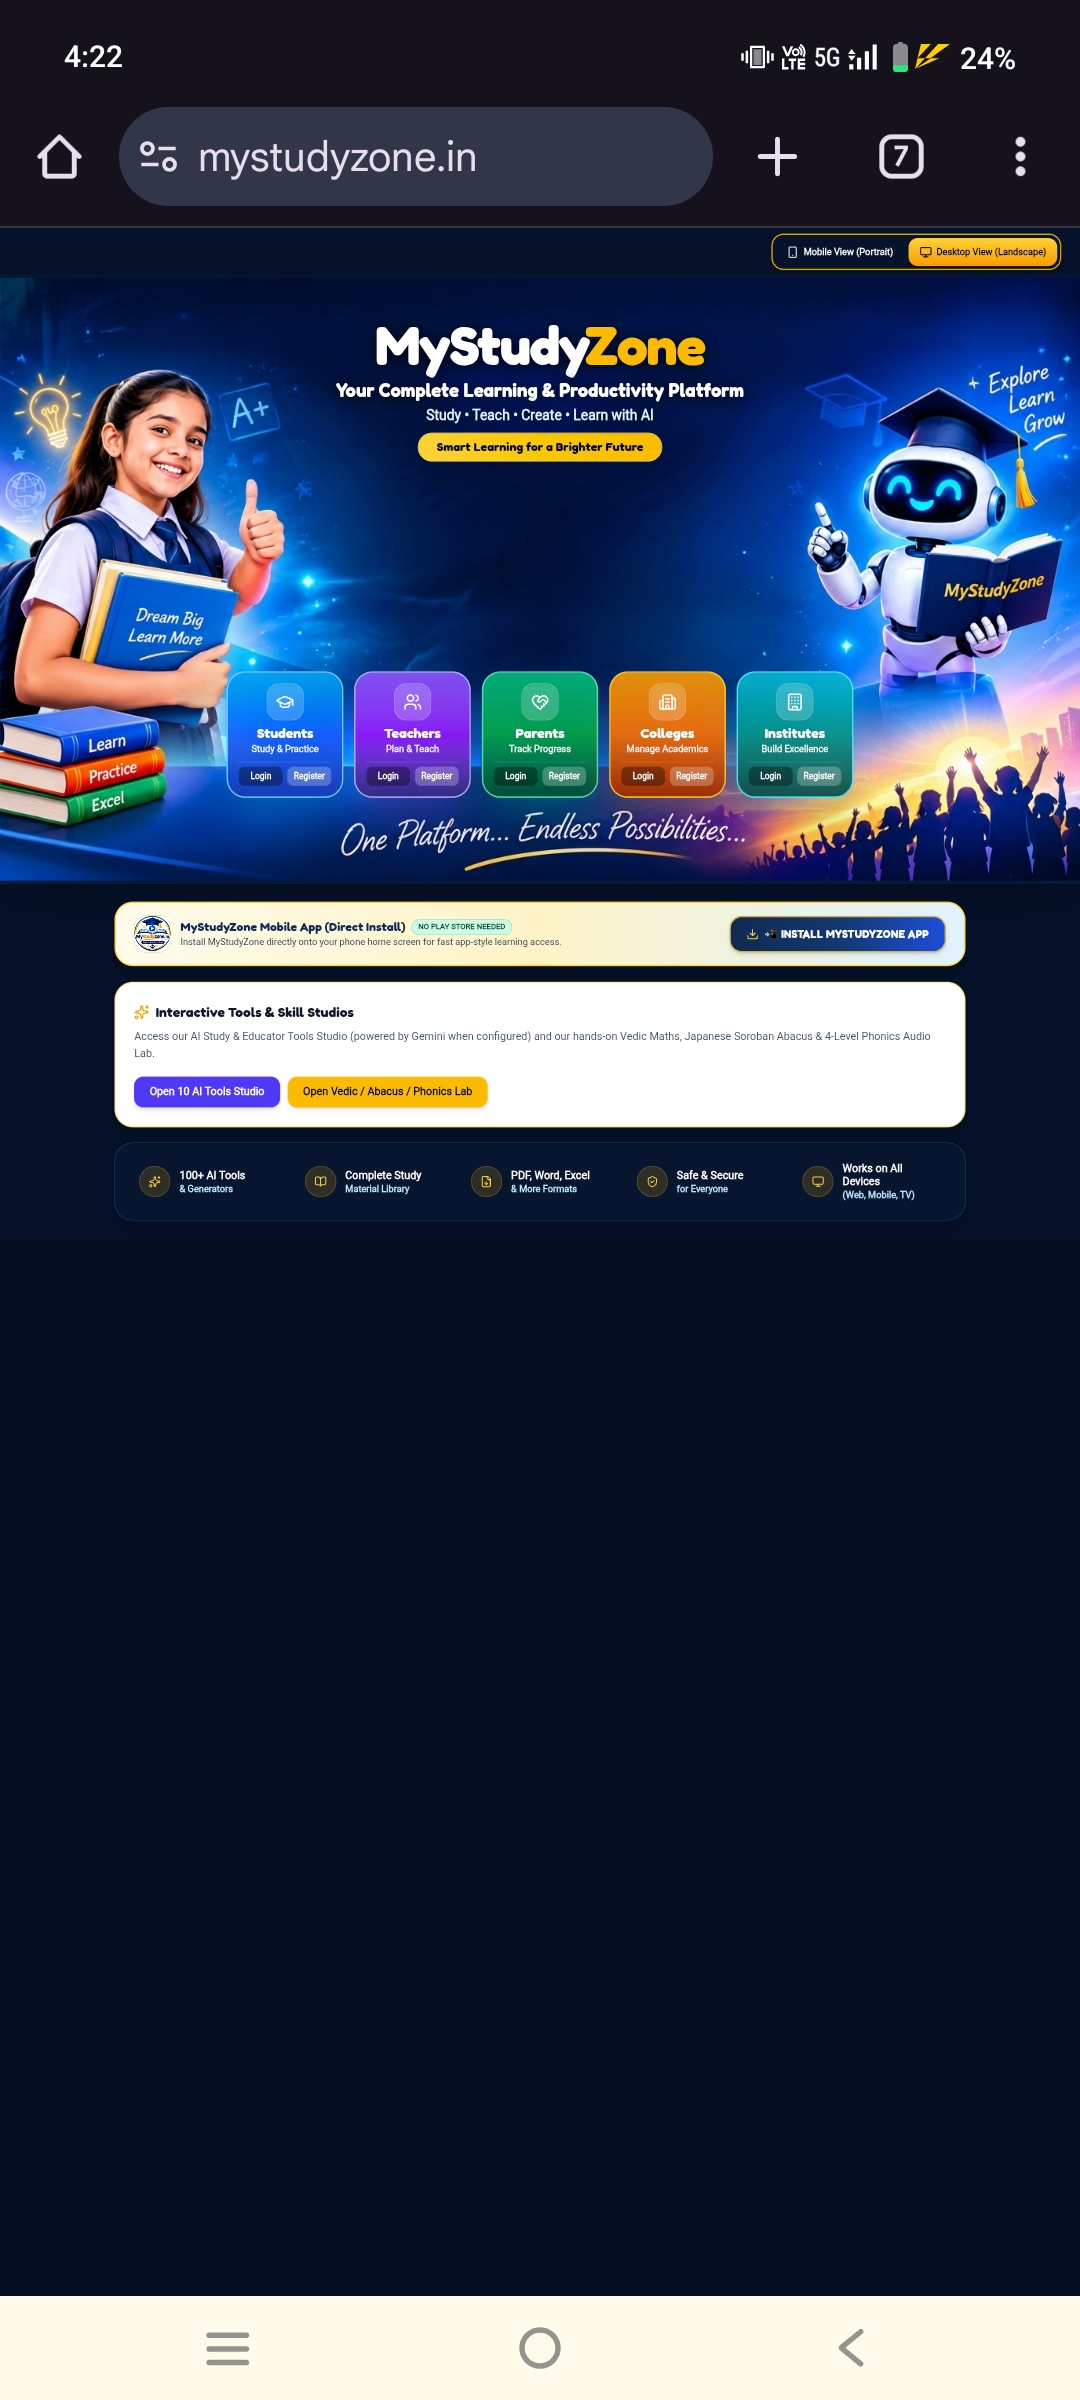 4:22
Vo))
LTE
5G
24%
mystudyzone.in
7
Mobile View (Portrait)
Desktop View (Landscape)
MyStudyZone
Your Complete Learning & Productivity Platform
Study • Teach • Create • Learn with AI
Smart Learning for a Brighter Future
A+
Explore
Learn
Grow
Dream Big
Learn More
MyStudyZone
Learn
Practice
Excel
Students
Study & Practice
Login
Register
Teachers
Plan & Teach
Login
Register
Parents
Track Progress
Login
Register
Colleges
Manage Academics
Login
Register
Institutes
Build Excellence
Login
Register
One Platform... Endless Possibilities...
MyStudyZone Mobile App (Direct Install)
NO PLAY STORE NEEDED
Install MyStudyZone directly onto your phone home screen for fast app-style learning access.
INSTALL MYSTUDYZONE APP
Interactive Tools & Skill Studios
Access our AI Study & Educator Tools Studio (powered by Gemini when configured) and our hands-on Vedic Maths, Japanese Soroban Abacus & 4-Level Phonics Audio
Lab.
Open 10 AI Tools Studio
Open Vedic / Abacus / Phonics Lab
100+ AI Tools
& Generators
Complete Study
Material Library
PDF, Word, Excel
& More Formats
Safe & Secure
for Everyone
Works on All
Devices
(Web, Mobile, TV)